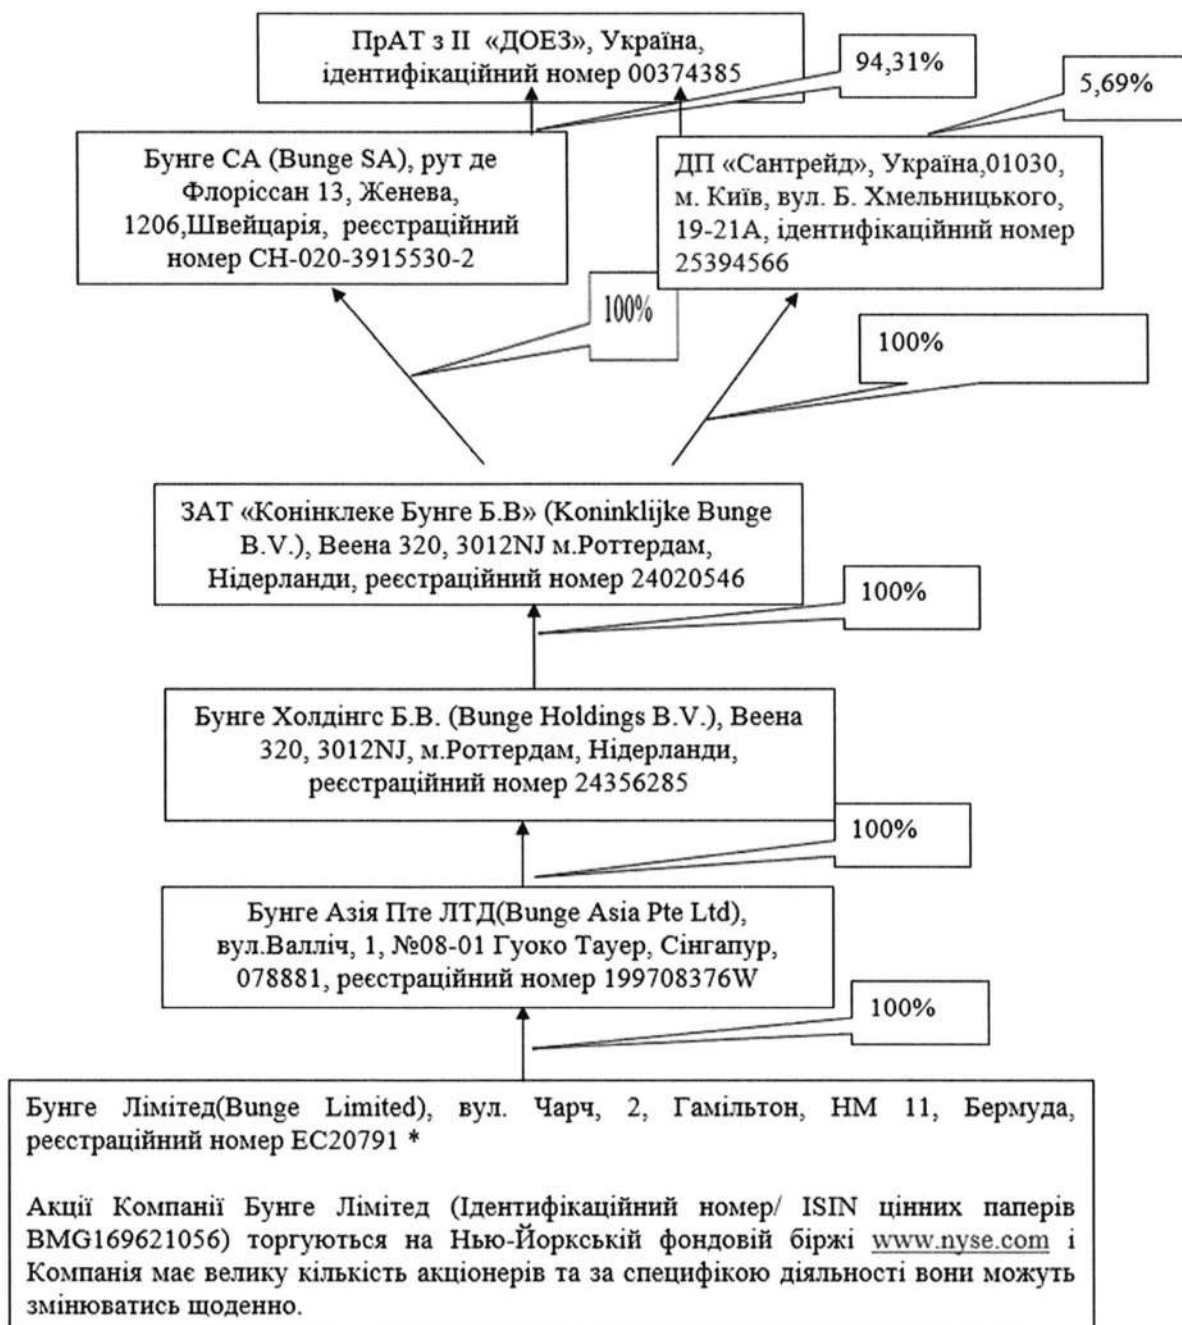 ПрАТ з ІІ «ДОЕЗ», Україна,
ідентифікаційний номер 00374385
94,31%
5,69%
Бунге СА (Bunge SA), рут де
Флоріссан 13, Женева,
1206,Швейцарія, реєстраційний
номер CH-020-3915530-2
ДП «Сантрейд», Україна,01030,
м. Київ, вул. Б. Хмельницького,
19-21А, ідентифікаційний номер
25394566
100%
100%
ЗАТ «Конінклеке Бунге Б.В» (Koninklijke Bunge
B.V.), Веена 320, 3012NJ м.Роттердам,
Нідерланди, реєстраційний номер 24020546
100%
Бунге Холдінгс Б.В. (Bunge Holdings B.V.), Веена
320, 3012NJ, м.Роттердам, Нідерланди,
реєстраційний номер 24356285
100%
Бунге Азія Пте ЛТД(Bunge Asia Pte Ltd),
вул.Валліч, 1, №08-01 Гуоко Тауер, Сінгапур,
078881, реєстраційний номер 199708376W
100%
Бунге Лімітед(Bunge Limited), вул. Чарч, 2, Гамільтон, НМ 11, Бермуда,
реєстраційний номер ЕС20791 *
Акції Компанії Бунге Лімітед (Ідентифікаційний номер/ ISIN цінних паперів
BMG169621056) торгуються на Нью-Йоркській фондовій біржі www.nyse.com і
Компанія має велику кількість акціонерів та за специфікою діяльності вони можуть
змінюватись щоденно.